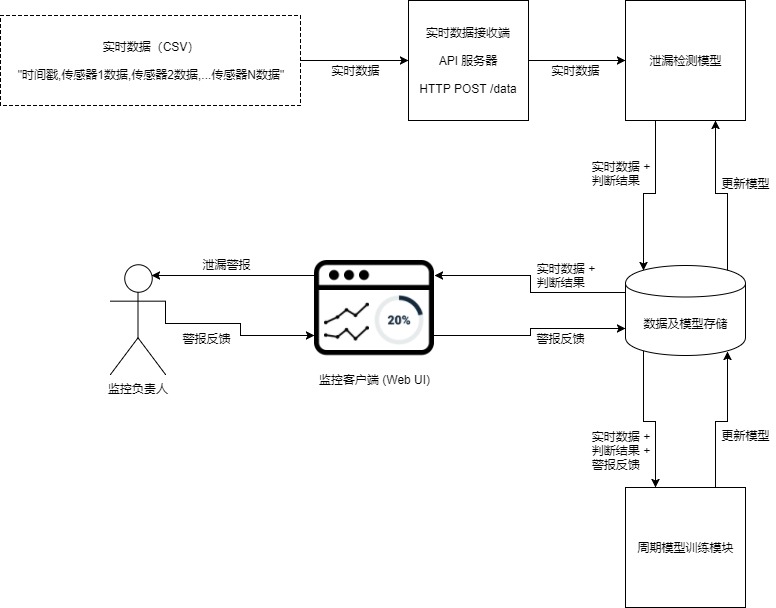 实时数据（CSV）
"时间戳,传感器1数据,传感器2数据,...传感器N数据"
实时数据
实时数据接收端
API 服务器
HTTP POST /data
实时数据
泄漏检测模型
实时数据 +
判断结果
更新模型
泄漏警报
实时数据 +
判断结果
20%
数据及模型存储
警报反馈
警报反馈
监控负责人
监控客户端 (Web UI)
实时数据 +
判断结果 +
警报反馈
更新模型
周期模型训练模块